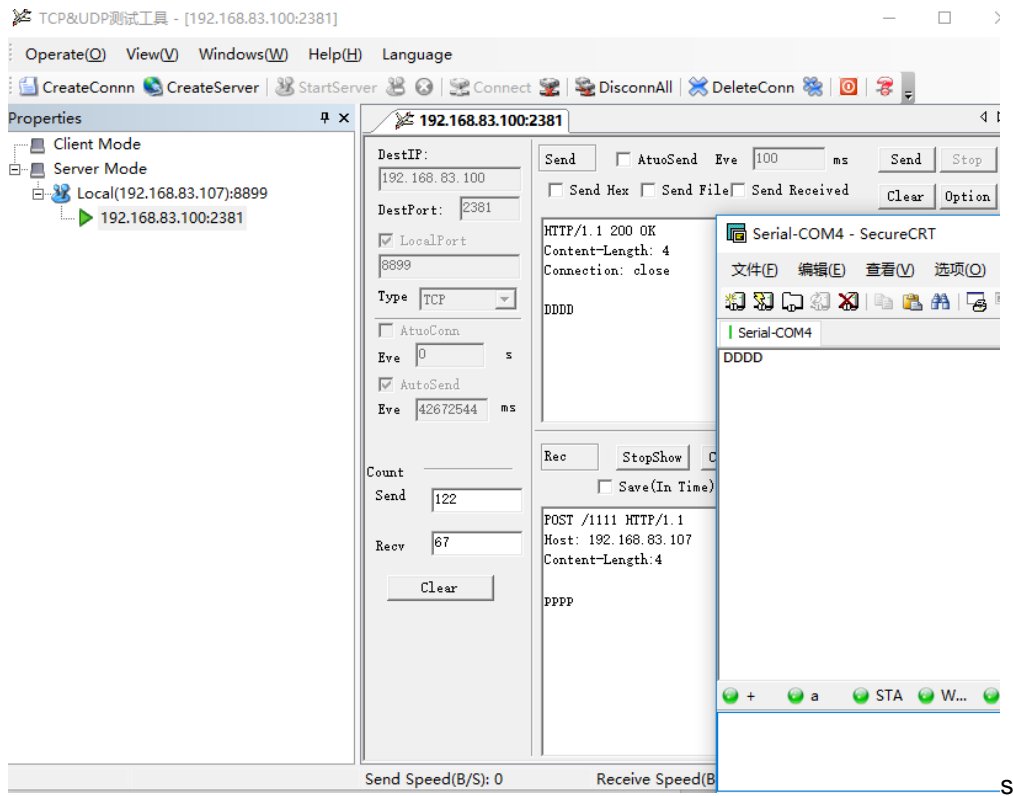 TCP&UDP测试工具 - [192.168.83.100:2381]
Operate(O) View(V) Windows(W) Help(H) Language
CreateConnn CreateServer StartServer Connect DisconnAll DeleteConn
Properties
Client Mode
Server Mode
Local(192.168.83.107):8899
192.168.83.100:2381
192.168.83.100:2381
DestIP:
192.168.83.100
DestPort: 2381
LocalPort
8899
Type TCP
AtuoConn
Eve 0 s
AutoSend
Eve 42672544 ms
Count
Send 122
Recv 67
Clear
Send AtuoSend Eve 100 ms Send Stop
Send Hex Send File Send Received Clear Option
HTTP/1.1 200 OK
Content-Length: 4
Connection: close
DDDD
Rec StopShow C
Save(In Time)
POST /1111 HTTP/1.1
Host: 192.168.83.107
Content-Length:4
PPPP
Send Speed(B/S): 0 Receive Speed(B
Serial-COM4 - SecureCRT
文件(F) 编辑(E) 查看(V) 选项(O)
Serial-COM4
DDDD
+ a STA W...
s